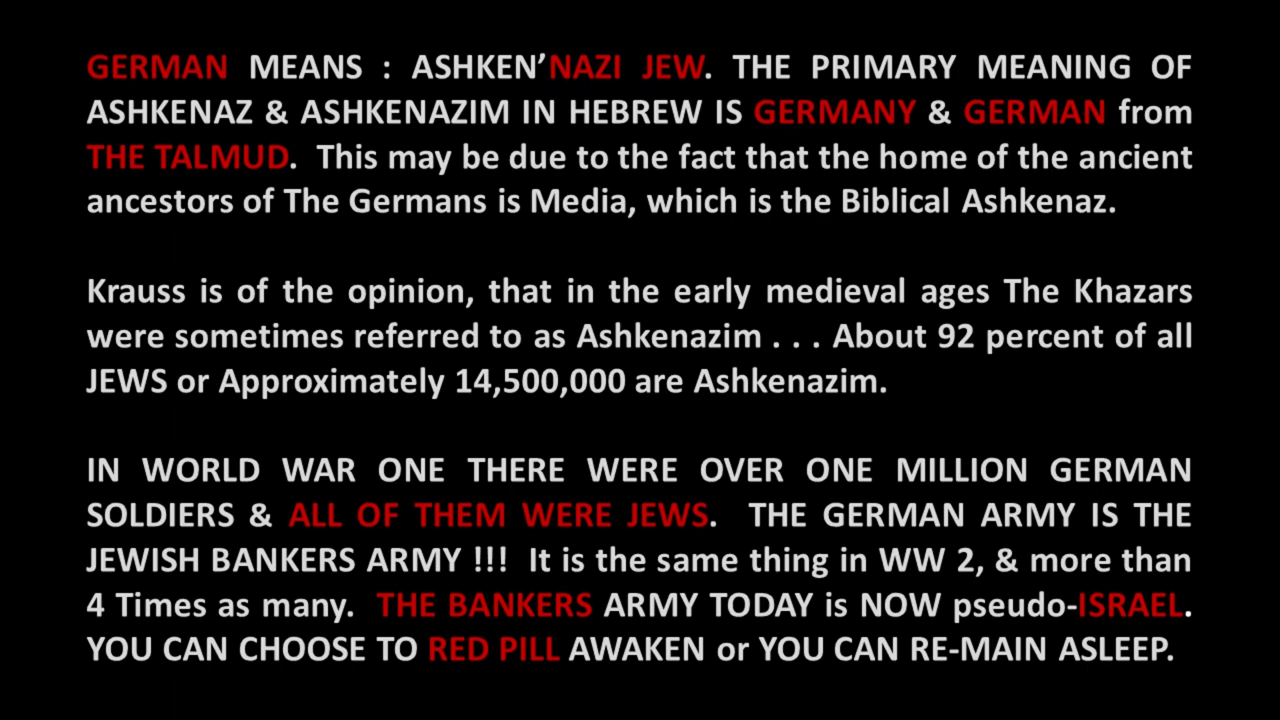 GERMAN MEANS : ASHKEN’NAZI JEW. THE PRIMARY MEANING OF
ASHKENAZ & ASHKENAZIM IN HEBREW IS GERMANY & GERMAN from
THE TALMUD. This may be due to the fact that the home of the ancient
ancestors of The Germans is Media, which is the Biblical Ashkenaz.
Krauss is of the opinion, that in the early medieval ages The Khazars
were sometimes referred to as Ashkenazim . . . About 92 percent of all
JEWS or Approximately 14,500,000 are Ashkenazim.
IN WORLD WAR ONE THERE WERE OVER ONE MILLION GERMAN
SOLDIERS & ALL OF THEM WERE JEWS. THE GERMAN ARMY IS THE
JEWISH BANKERS ARMY !!! It is the same thing in WW 2, & more than
4 Times as many. THE BANKERS ARMY TODAY is NOW pseudo-ISRAEL.
YOU CAN CHOOSE TO RED PILL AWAKEN or YOU CAN RE-MAIN ASLEEP.